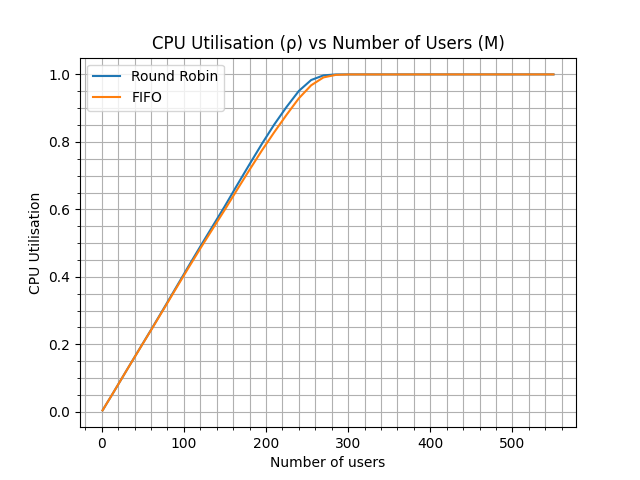 CPU Utilisation (ρ) vs Number of Users (M)
Round Robin
FIFO
CPU Utilisation
1.0
0.8
0.6
0.4
0.2
0.0
0 100 200 300 400 500
Number of users